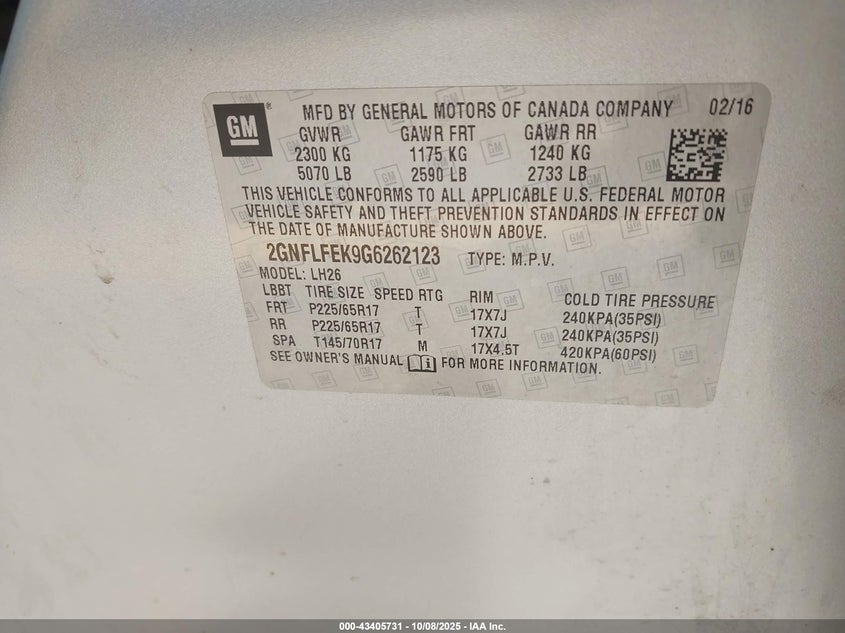 GM ® MFD BY GENERAL MOTORS OF CANADA COMPANY 02/16
GVWR GAWR FRT GAWR RR
2300 KG 1175 KG 1240 KG
5070 LB 2590 LB 2733 LB
THIS VEHICLE CONFORMS TO ALL APPLICABLE U.S. FEDERAL MOTOR
VEHICLE SAFETY AND THEFT PREVENTION STANDARDS IN EFFECT ON
THE DATE OF MANUFACTURE SHOWN ABOVE.
2GNFLFEK9G6262123 TYPE: M.P.V.
MODEL: LH26
LBBT TIRE SIZE SPEED RTG RIM COLD TIRE PRESSURE
FRT P225/65R17 T 17X7J 240KPA(35PSI)
RR P225/65R17 T 17X7J 240KPA(35PSI)
SPA T145/70R17 M 17X4.5T 420KPA(60PSI)
SEE OWNER'S MANUAL FOR MORE INFORMATION.
000-43405731 - 10/08/2025 - IAA Inc.